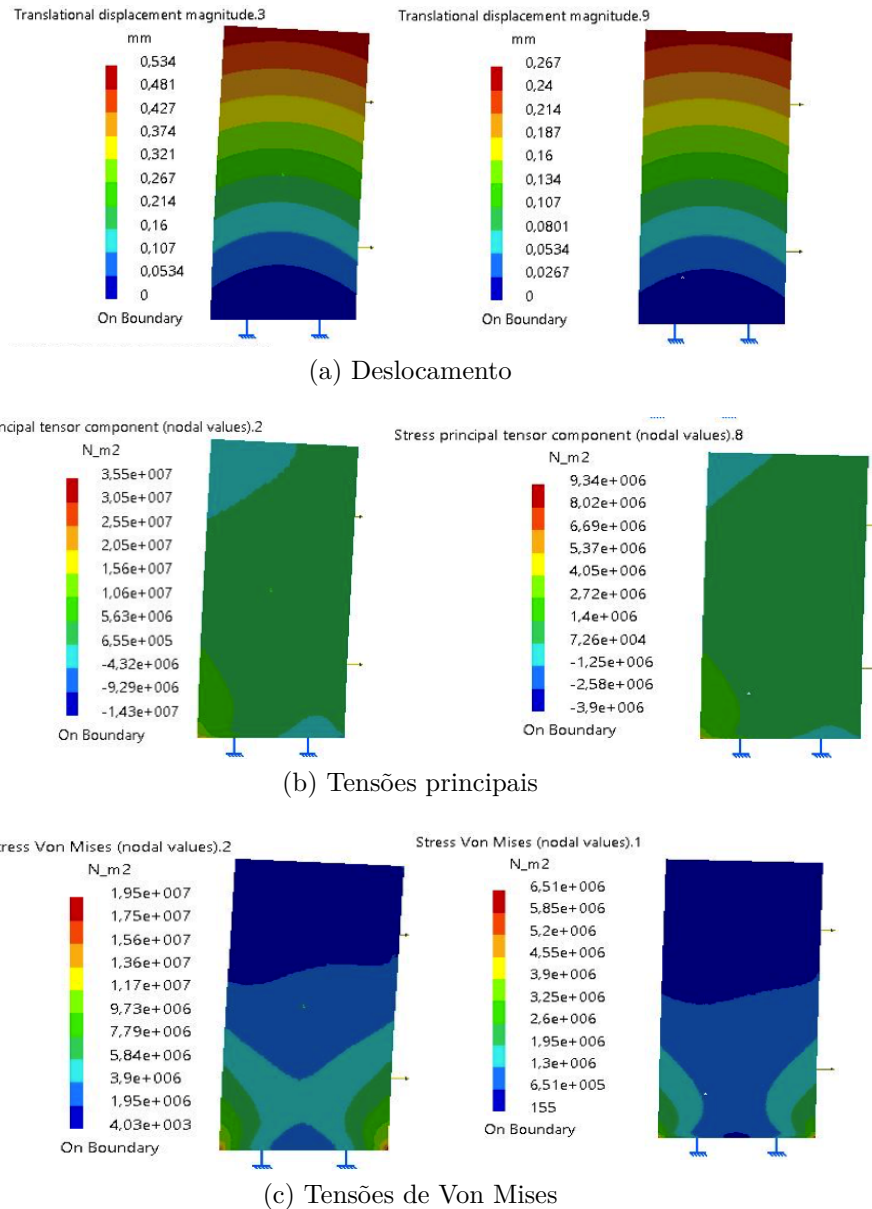 Translational displacement magnitude.3
mm
0,534
0,481
0,427
0,374
0,321
0,267
0,214
0,16
0,107
0,0534
0
On Boundary
Translational displacement magnitude.9
mm
0,267
0,24
0,214
0,187
0,16
0,134
0,107
0,0801
0,0534
0,0267
0
On Boundary
(a) Deslocamento
ncipal tensor component (nodal values).2
N_m2
3,55e+007
3,05e+007
2,55e+007
2,05e+007
1,56e+007
1,06e+007
5,63e+006
6,55e+005
-4,32e+006
-9,29e+006
-1,43e+007
On Boundary
Stress principal tensor component (nodal values).8
N_m2
9,34e+006
8,02e+006
6,69e+006
5,37e+006
4,05e+006
2,72e+006
1,4e+006
7,26e+004
-1,25e+006
-2,58e+006
-3,9e+006
On Boundary
(b) Tensões principais
tress Von Mises (nodal values).2
N_m2
1,95e+007
1,75e+007
1,56e+007
1,36e+007
1,17e+007
9,73e+006
7,79e+006
5,84e+006
3,9e+006
1,95e+006
4,03e+003
On Boundary
Stress Von Mises (nodal values).1
N_m2
6,51e+006
5,85e+006
5,2e+006
4,55e+006
3,9e+006
3,25e+006
2,6e+006
1,95e+006
1,3e+006
6,51e+005
155
On Boundary
(c) Tensões de Von Mises